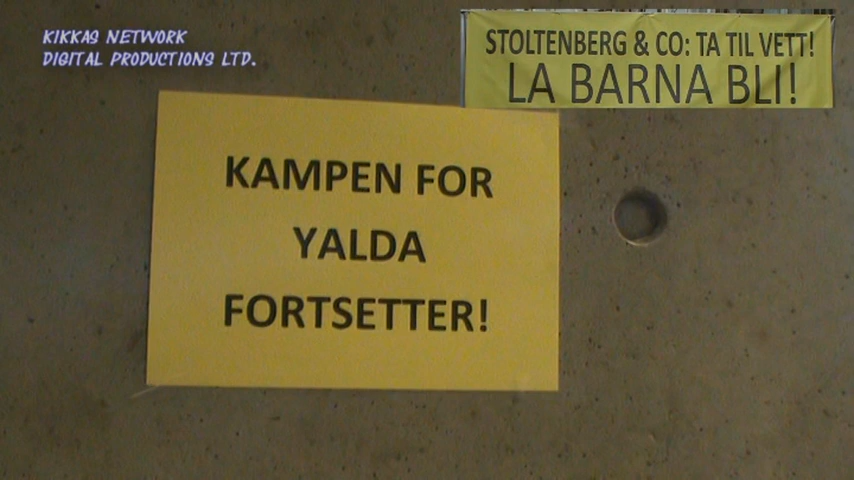 KIKKAS NETWORK
DIGITAL PRODUCTIONS LTD.
STOLTENBERG & CO: TA TIL VETT!
LA BARNA BLI!
KAMPEN FOR
YALDA
FORTSETTER!